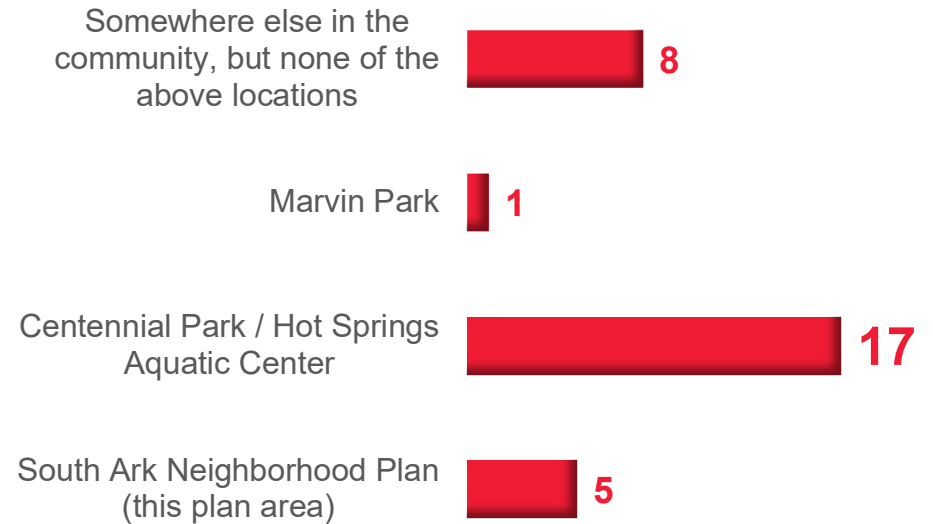 Somewhere else in the
community, but none of the
above locations
8
Marvin Park
1
Centennial Park / Hot Springs
Aquatic Center
17
South Ark Neighborhood Plan
(this plan area)
5